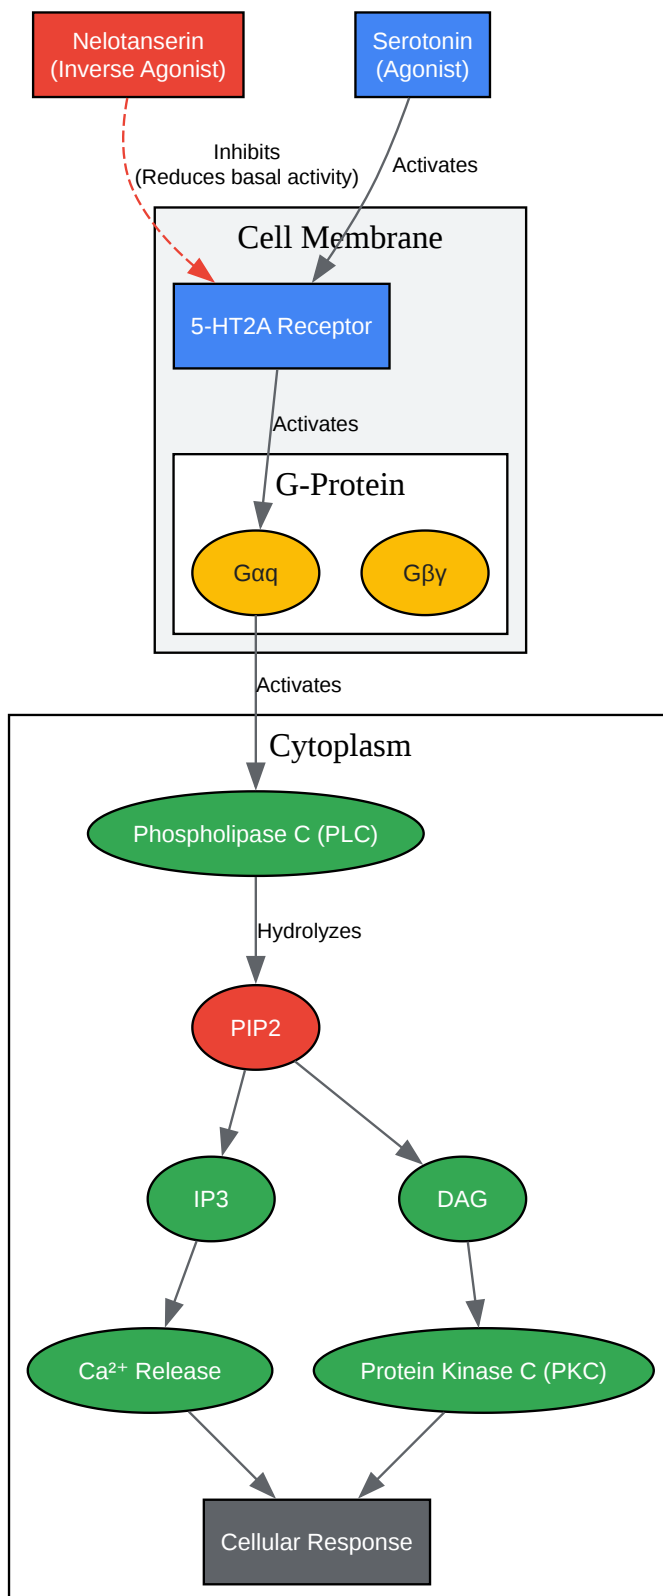 Nelotanserin
(Inverse Agonist)
Serotonin
(Agonist)
Inhibits
(Reduces basal activity)
Activates
Cell Membrane
5-HT2A Receptor
Activates
G-Protein
Gαq
Gβγ
Activates
Cytoplasm
Phospholipase C (PLC)
Hydrolyzes
PIP2
IP3
DAG
Ca²⁺ Release
Protein Kinase C (PKC)
Cellular Response